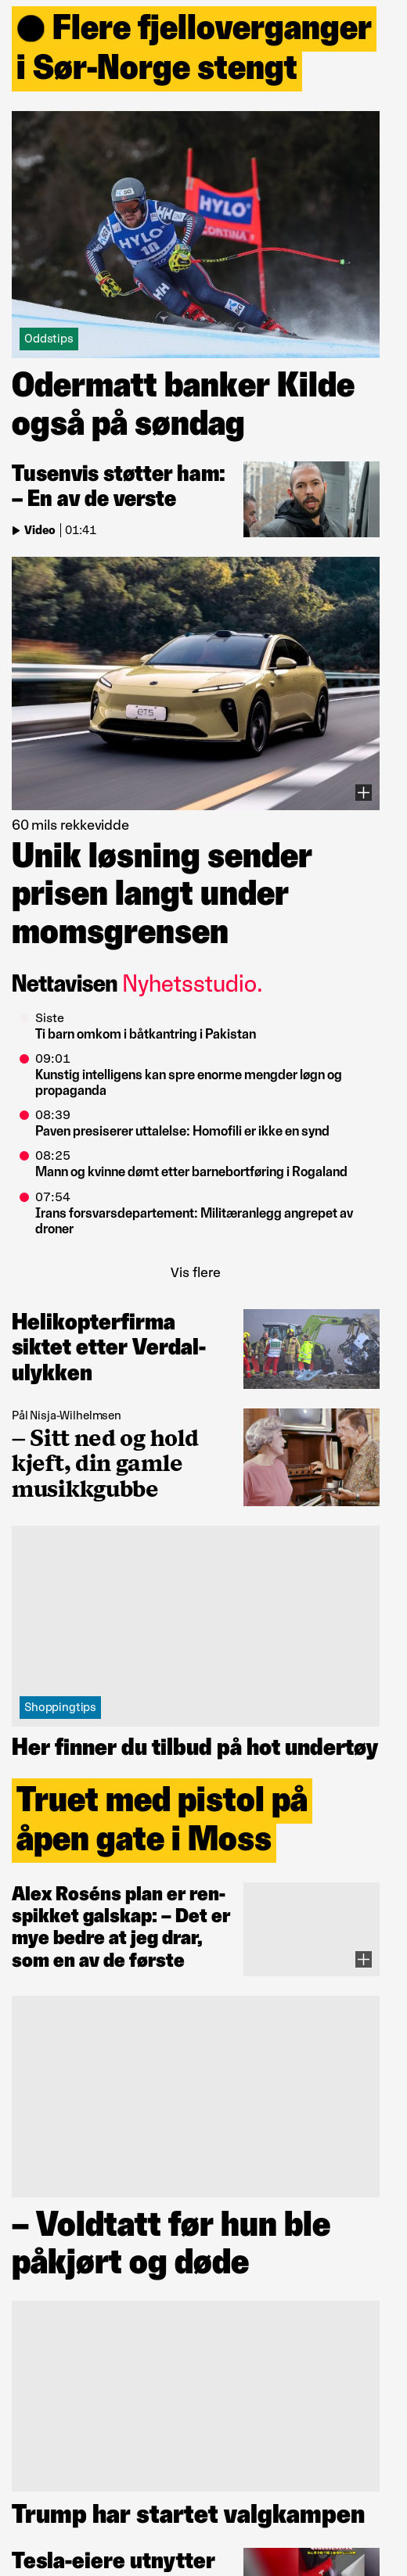 Flere fjelloverganger
i Sør-Norge stengt
HYLO
CORTINA
HH
HYLO
10
Oddstips
Odermatt banker Kilde
også på søndag
Tusenvis støtter ham:
– En av de verste
Video | 01:41
ET5
60 mils rekkevidde
Unik løsning sender
prisen langt under
momsgrensen
Nettavisen Nyhetsstudio.
Siste
Ti barn omkom i båtkantring i Pakistan
09:01
Kunstig intelligens kan spre enorme mengder løgn og
propaganda
08:39
Paven presiserer uttalelse: Homofili er ikke en synd
08:25
Mann og kvinne dømt etter barnebortføring i Rogaland
07:54
Irans forsvarsdepartement: Militæranlegg angrepet av
droner
Vis flere
Helikopterfirma
siktet etter Verdal-
ulykken
Pål Nisja-Wilhelmsen
– Sitt ned og hold
kjeft, din gamle
musikkgubbe
Shoppingtips
Her finner du tilbud på hot undertøy
Truet med pistol på
åpen gate i Moss
Alex Roséns plan er ren-
spikket galskap: – Det er
mye bedre at jeg drar,
som en av de første
– Voldtatt før hun ble
påkjørt og døde
Trump har startet valgkampen
Tesla-eiere utnytter